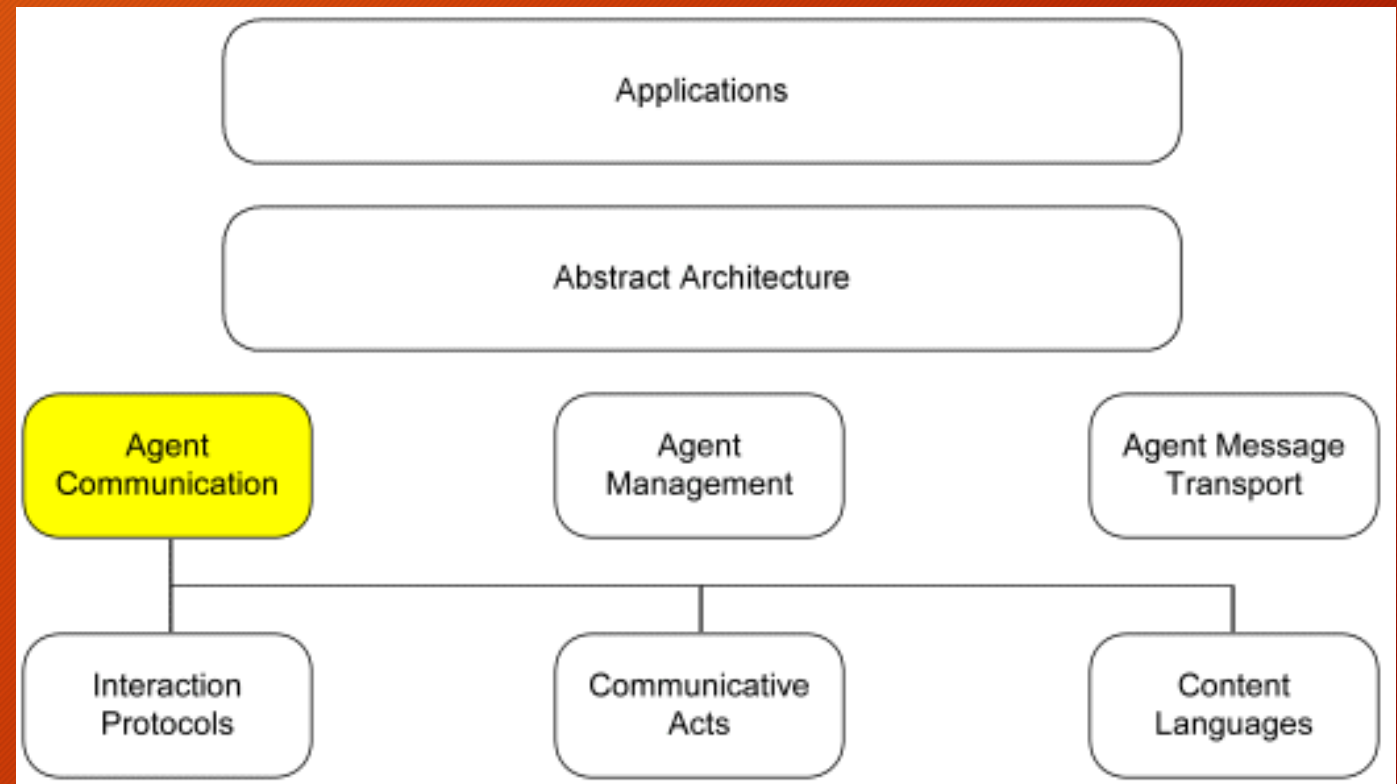 Applications
Abstract Architecture
Agent
Communication
Agent
Management
Agent Message
Transport
Interaction
Protocols
Communicative
Acts
Content
Languages